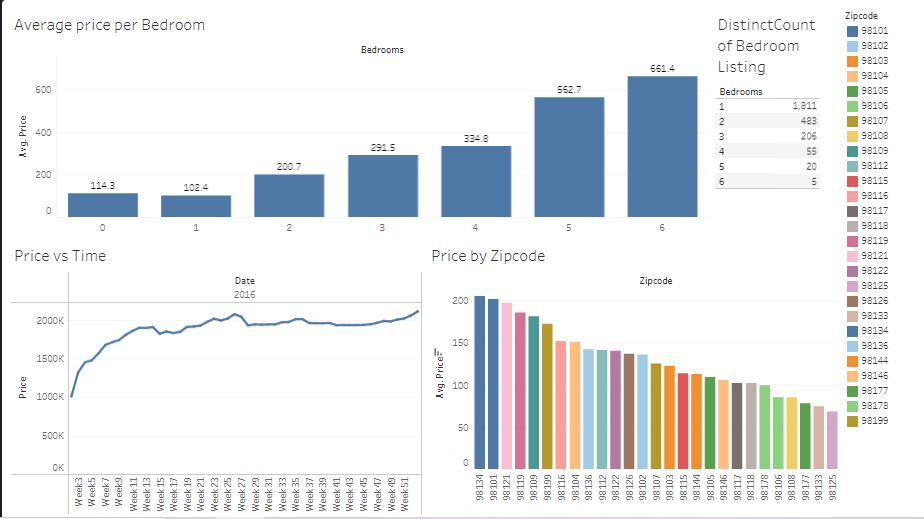 Average price per Bedroom
Bedrooms
Avg. Price
600
400
200
0
114.3
102.4
200.7
291.5
334.8
562.7
661.4
0 1 2 3 4 5 6
DistinctCount
of Bedroom
Listing
Bedrooms
1 1,811
2 483
3 206
4 55
5 20
6 5
Zipcode
98101
98102
98103
98104
98105
98106
98107
98108
98109
98112
98115
98116
98117
98118
98119
98121
98122
98125
98126
98133
98134
98136
98144
98146
98177
98178
98199
Price vs Time
Date
2016
Price
2000K
1500K
1000K
500K
0K
Week3
Week5
Week7
Week9
Week11
Week13
Week15
Week17
Week19
Week21
Week23
Week25
Week27
Week29
Week31
Week33
Week35
Week37
Week39
Week41
Week43
Week45
Week47
Week49
Week51
Price by Zipcode
Zipcode
Avg. Price
200
150
100
50
0
98134
98101
98121
98119
98109
98199
98116
98104
98136
98112
98122
98126
98102
98107
98103
98115
98144
98105
98146
98117
98118
98178
98106
98108
98177
98133
98125